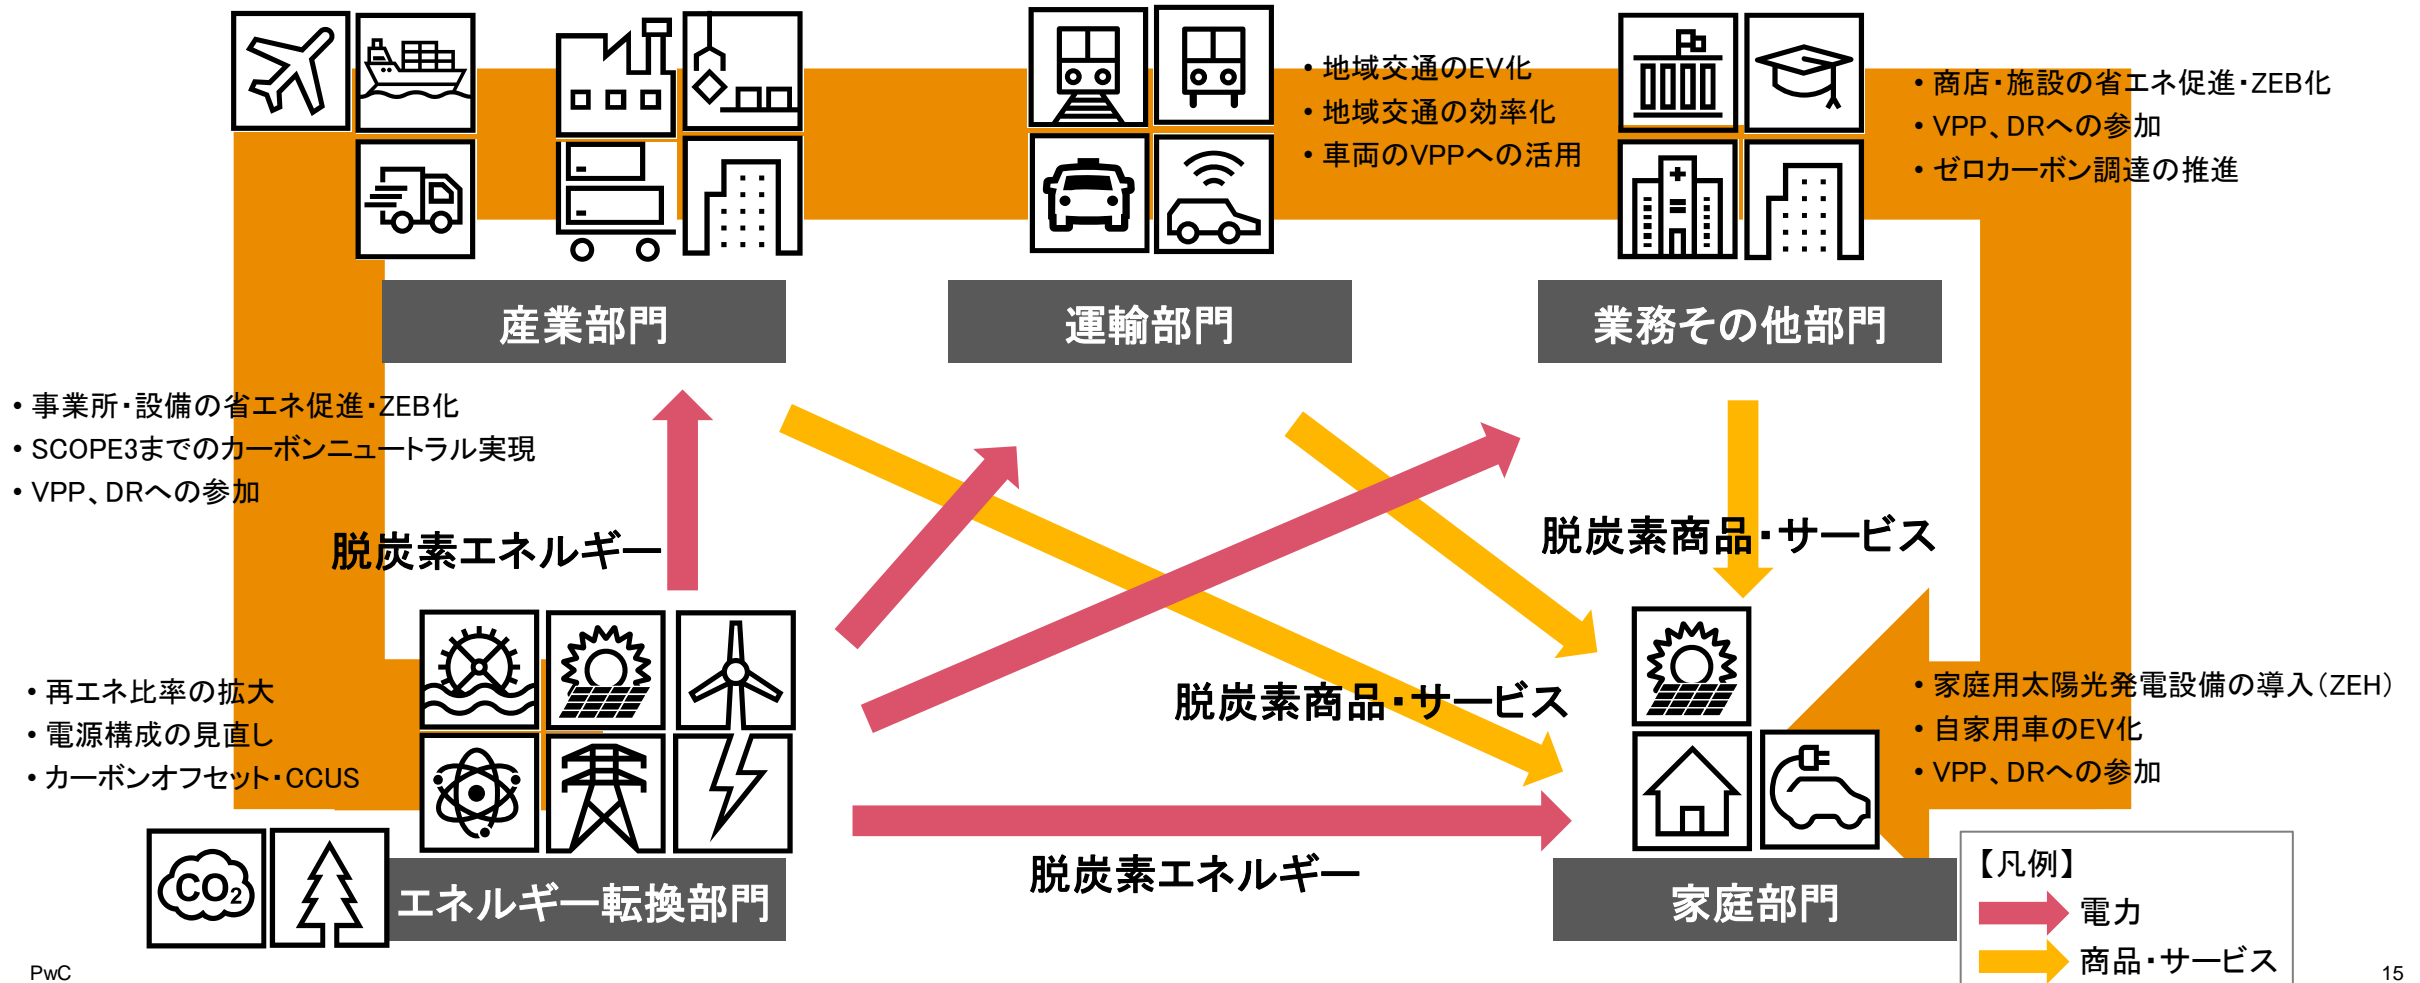 • 地域交通のEV化
• 地域交通の効率化
• 車両のVPPへの活用
• 商店・施設の省エネ促進・ZEB化
• VPP、DRへの参加
• ゼロカーボン調達の推進
産業部門
運輸部門
業務その他部門
• 事業所・設備の省エネ促進・ZEB化
• SCOPE3までのカーボンニュートラル実現
• VPP、DRへの参加
脱炭素エネルギー
脱炭素商品・サービス
脱炭素商品・サービス
• 再エネ比率の拡大
• 電源構成の見直し
• カーボンオフセット・CCUS
• 家庭用太陽光発電設備の導入（ZEH）
• 自家用車のEV化
• VPP、DRへの参加
脱炭素エネルギー
CO2
エネルギー転換部門
家庭部門
【凡例】
電力
商品・サービス
PwC
15